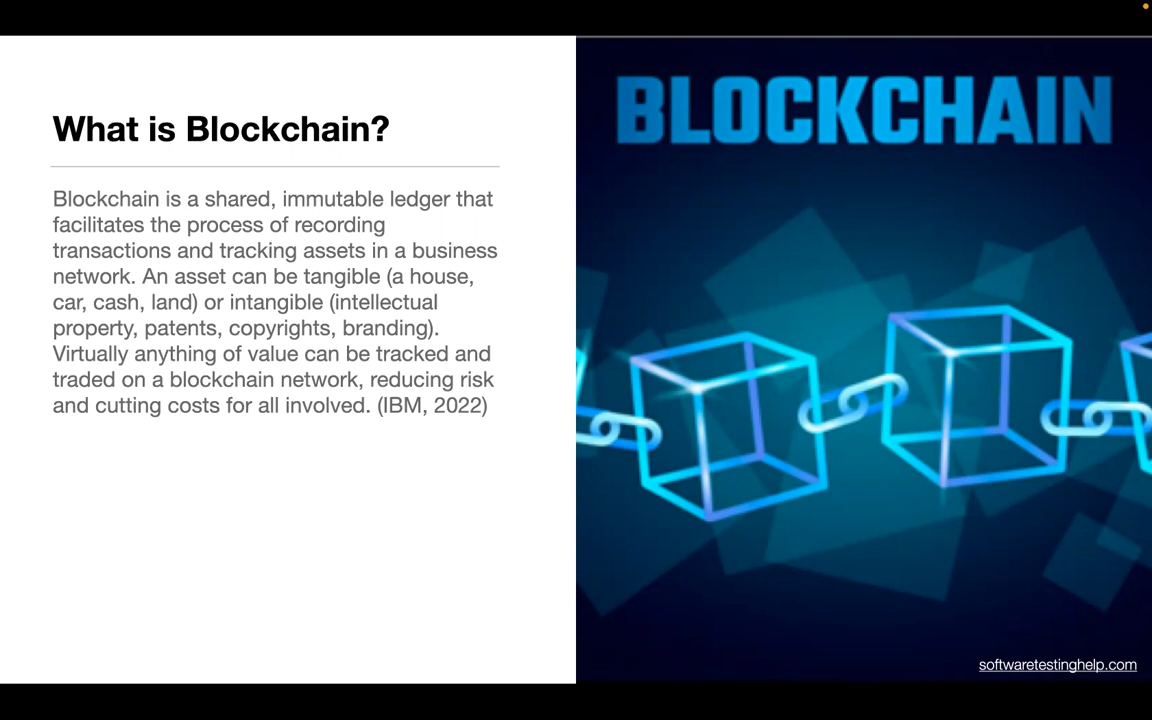 What is Blockchain?
Blockchain is a shared, immutable ledger that
facilitates the process of recording
transactions and tracking assets in a business
network. An asset can be tangible (a house,
car, cash, land) or intangible (intellectual
property, patents, copyrights, branding).
Virtually anything of value can be tracked and
traded on a blockchain network, reducing risk
and cutting costs for all involved. (IBM, 2022)
BLOCKCHAIN
softwaretestinghelp.com